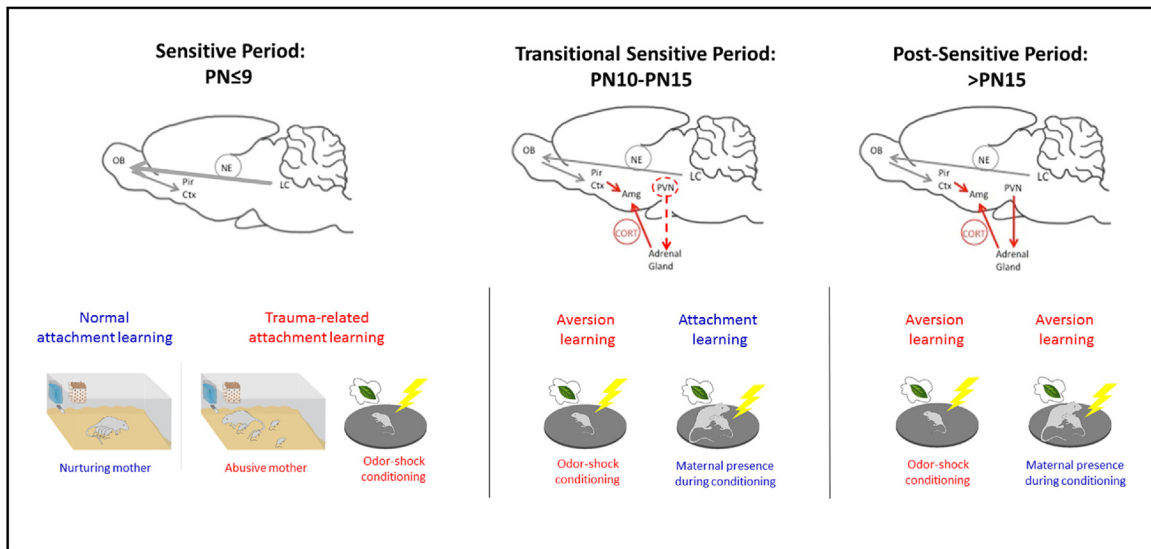 Sensitive Period:
PN≤9
OB
NE
Pir
Ctx
LC
Normal
attachment learning
Trauma-related
attachment learning
Nurturing mother
Abusive mother
Odor-shock
conditioning
Transitional Sensitive Period:
PN10-PN15
OB
NE
Pir
Ctx
Amg
PVN
LC
CORT
Adrenal
Gland
Aversion
learning
Attachment
learning
Odor-shock
conditioning
Maternal presence
during conditioning
Post-Sensitive Period:
>PN15
OB
NE
Pir
Ctx
Amg
PVN
LC
CORT
Adrenal
Gland
Aversion
learning
Aversion
learning
Odor-shock
conditioning
Maternal presence
during conditioning